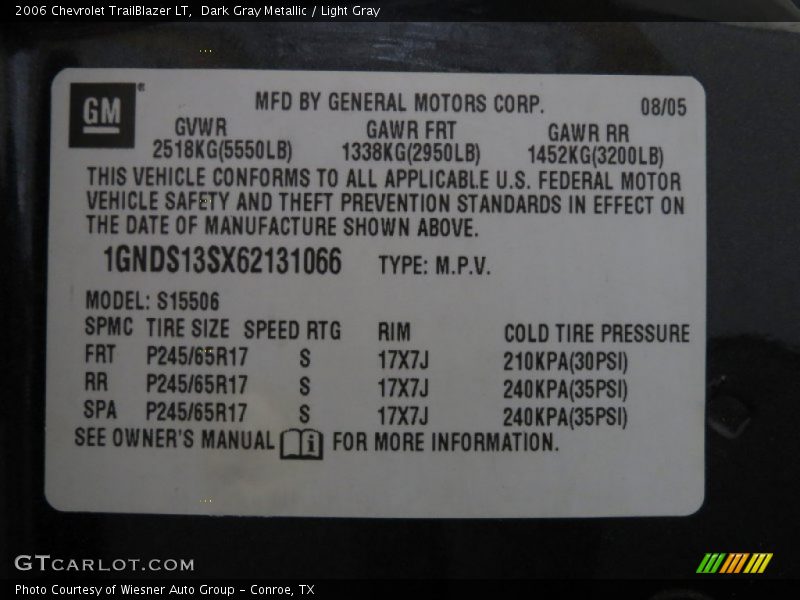 2006 Chevrolet TrailBlazer LT,  Dark Gray Metallic / Light Gray
GM ®
MFD BY GENERAL MOTORS CORP. 08/05
GVWR GAWR FRT GAWR RR
2518KG(5550LB) 1338KG(2950LB) 1452KG(3200LB)
THIS VEHICLE CONFORMS TO ALL APPLICABLE U.S. FEDERAL MOTOR
VEHICLE SAFETY AND THEFT PREVENTION STANDARDS IN EFFECT ON
THE DATE OF MANUFACTURE SHOWN ABOVE.
1GNDS13SX62131066 TYPE: M.P.V.
MODEL: S15506
SPMC TIRE SIZE SPEED RTG RIM COLD TIRE PRESSURE
FRT P245/65R17 S 17X7J 210KPA(30PSI)
RR P245/65R17 S 17X7J 240KPA(35PSI)
SPA P245/65R17 S 17X7J 240KPA(35PSI)
SEE OWNER'S MANUAL i FOR MORE INFORMATION.
GTCARLOT.COM
Photo Courtesy of Wiesner Auto Group - Conroe, TX